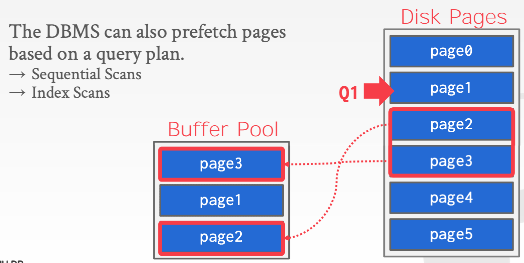 The DBMS can also prefetch pages
based on a query plan.
→ Sequential Scans
→ Index Scans
Buffer Pool
page3
page1
page2
Q1
Disk Pages
page0
page1
page2
page3
page4
page5